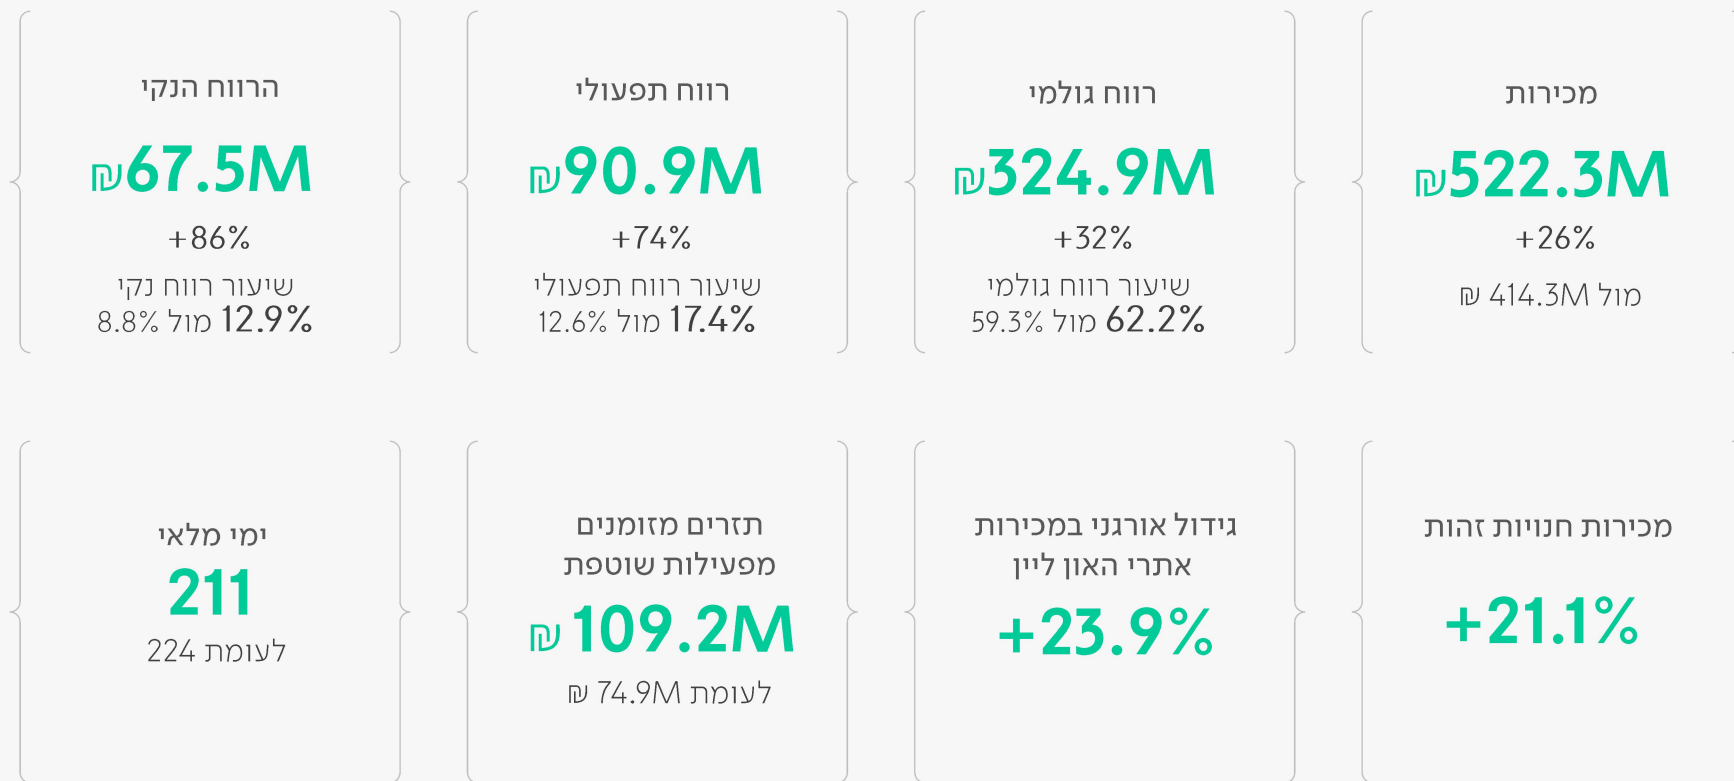 מכירות
₪522.3M
+26%
מול 414.3M ₪
רווח גולמי
₪324.9M
+32%
שיעור רווח גולמי
62.2% מול 59.3%
רווח תפעולי
₪90.9M
+74%
שיעור רווח תפעולי
17.4% מול 12.6%
הרווח הנקי
₪67.5M
+86%
שיעור רווח נקי
12.9% מול 8.8%
מכירות חנויות זהות
+21.1%
גידול אורגני במכירות
אתרי האון ליין
+23.9%
תזרים מזומנים
מפעילות שוטפת
₪ 109.2M
לעומת 74.9M ₪
ימי מלאי
211
לעומת 224